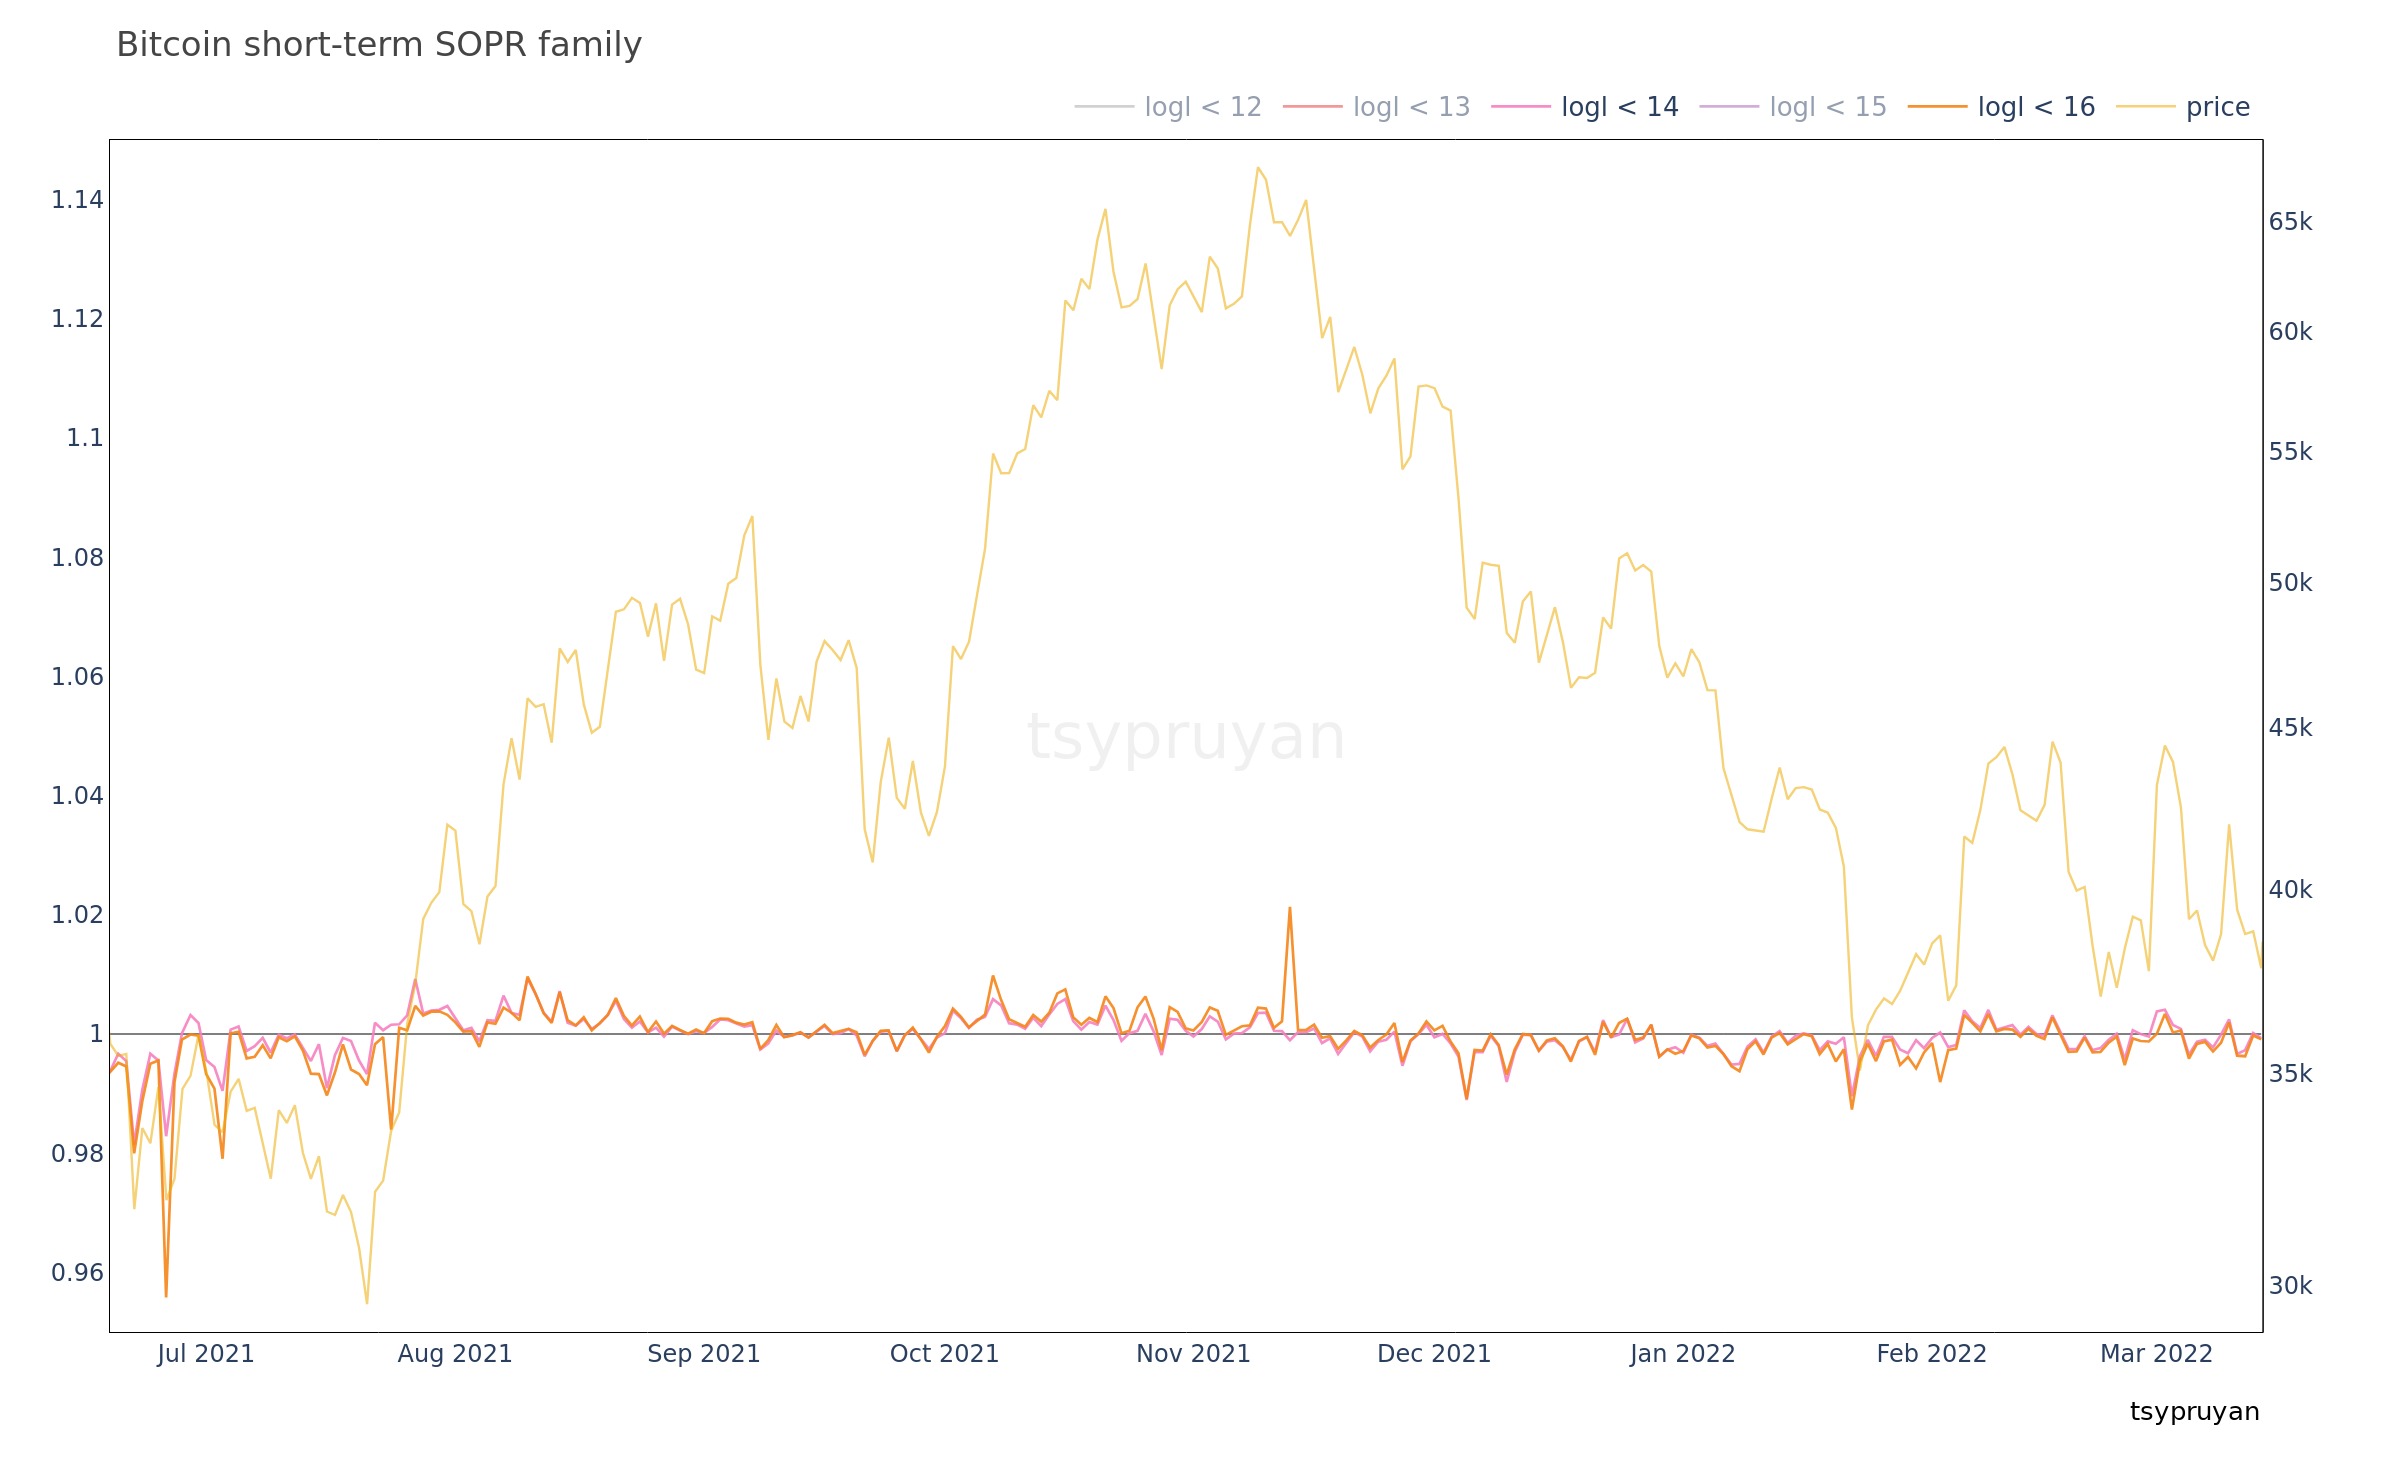 Bitcoin short-term SOPR family
logl < 12 logl < 13 logl < 14 logl < 15 logl < 16 price
1.14
1.12
1.1
1.08
1.06
1.04
1.02
1
0.98
0.96
65k
60k
55k
50k
45k
40k
35k
30k
tsypruyan
Jul 2021 Aug 2021 Sep 2021 Oct 2021 Nov 2021 Dec 2021 Jan 2022 Feb 2022 Mar 2022
tsypruyan